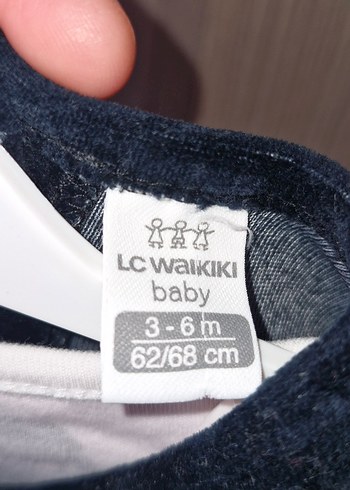 LC WAIKIKI
baby
3 - 6 m
62/68 cm